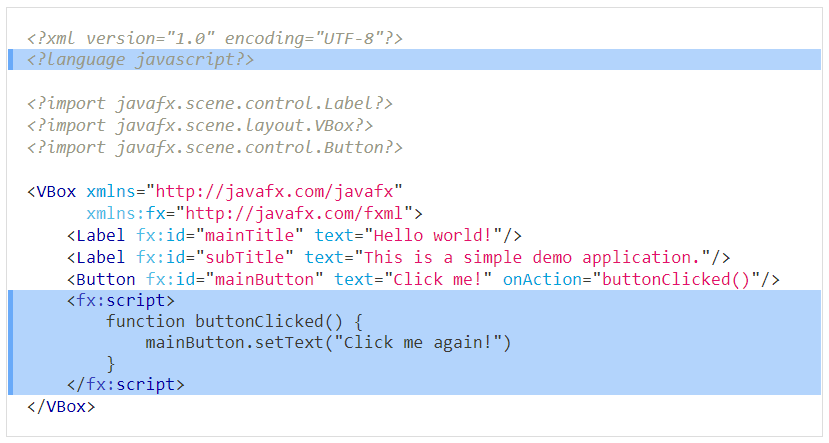 <?xml version="1.0" encoding="UTF-8"?>
<?language javascript?>
<?import javafx.scene.control.Label?>
<?import javafx.scene.layout.VBox?>
<?import javafx.scene.control.Button?>
<VBox xmlns="http://javafx.com/javafx"
      xmlns:fx="http://javafx.com/fxml">
    <Label fx:id="mainTitle" text="Hello world!"/>
    <Label fx:id="subTitle" text="This is a simple demo application."/>
    <Button fx:id="mainButton" text="Click me!" onAction="buttonClicked()"/>
    <fx:script>
        function buttonClicked() {
            mainButton.setText("Click me again!")
        }
    </fx:script>
</VBox>